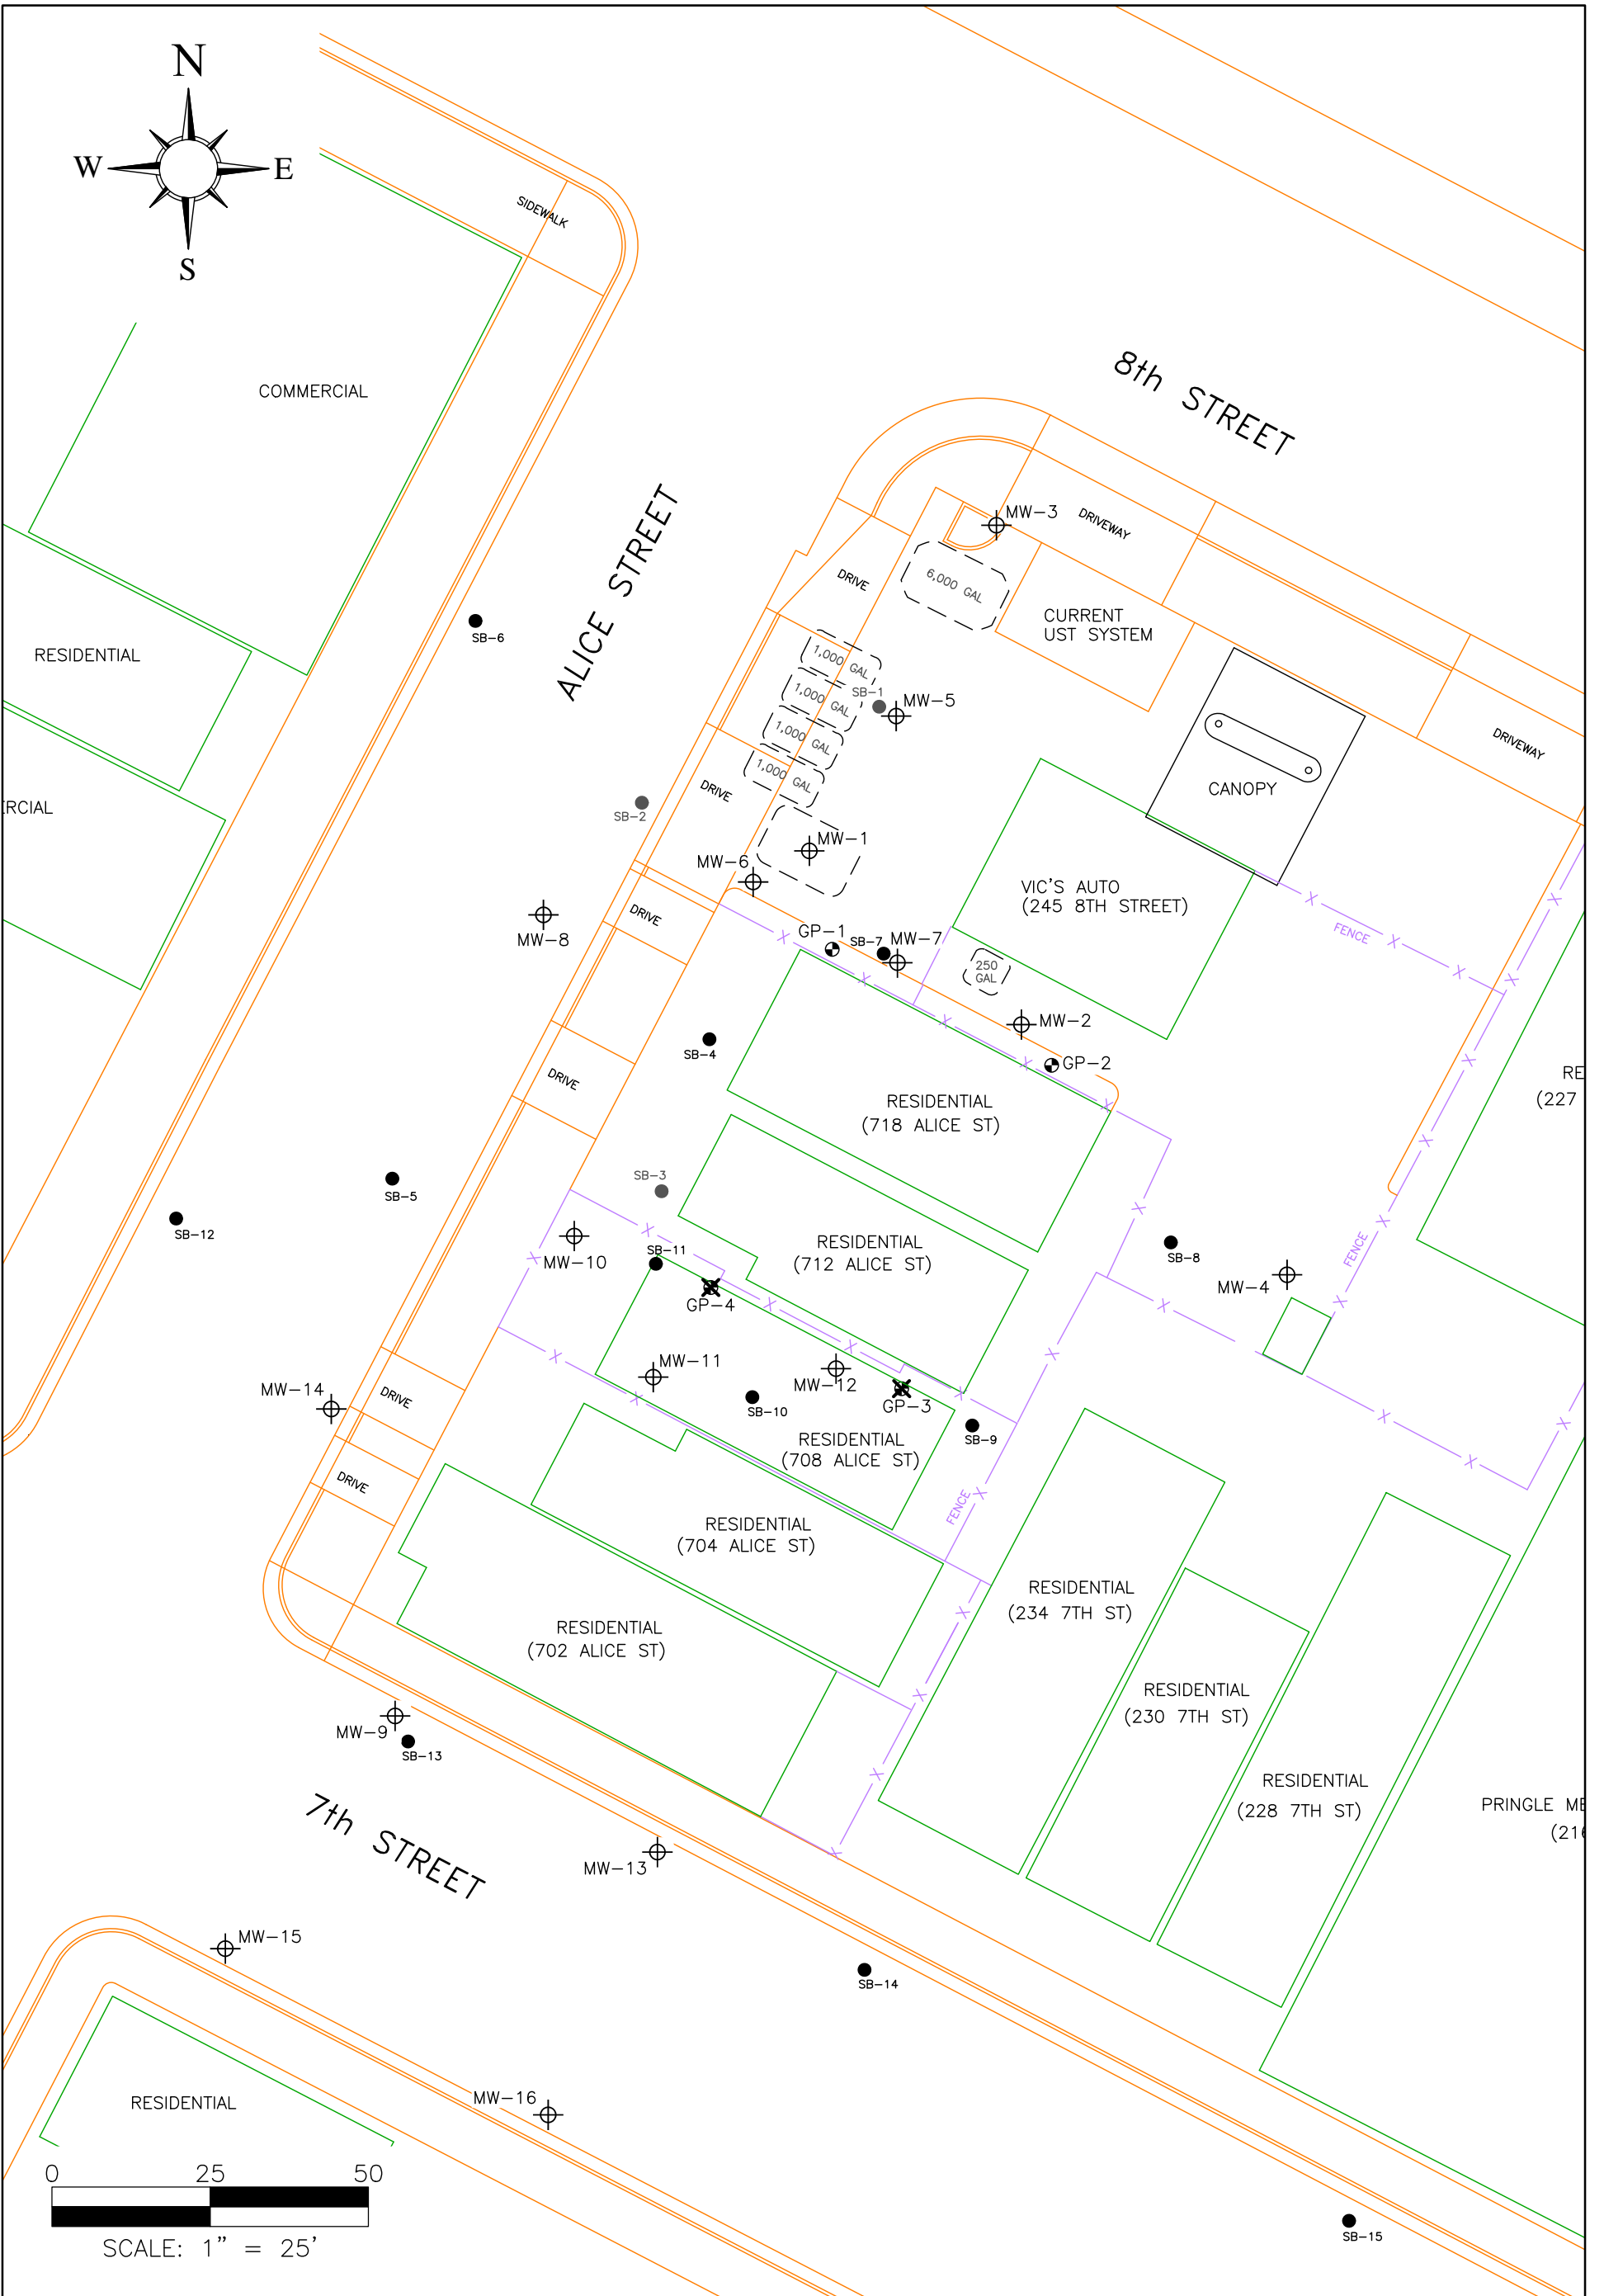 N
W
E
S
SIDEWALK
COMMERCIAL
8th STREET
ALICE STREET
MW-3
DRIVEWAY
DRIVE
6,000 GAL
CURRENT
UST SYSTEM
SB-6
RESIDENTIAL
1,000 GAL
1,000 GAL
SB-1
MW-5
1,000 GAL
1,000 GAL
DRIVEWAY
CANOPY
DRIVE
SB-2
ERCIAL
MW-1
MW-6
VIC'S AUTO
(245 8TH STREET)
DRIVE
MW-8
GP-1
SB-7
MW-7
FENCE
250
GAL
MW-2
SB-4
GP-2
DRIVE
RE
(227
RESIDENTIAL
(718 ALICE ST)
SB-3
SB-5
SB-12
MW-10
SB-11
RESIDENTIAL
(712 ALICE ST)
SB-8
FENCE
MW-4
GP-4
MW-11
MW-12
GP-3
MW-14
DRIVE
SB-10
SB-9
RESIDENTIAL
(708 ALICE ST)
DRIVE
FENCE
RESIDENTIAL
(704 ALICE ST)
RESIDENTIAL
(234 7TH ST)
RESIDENTIAL
(702 ALICE ST)
RESIDENTIAL
(230 7TH ST)
MW-9
SB-13
RESIDENTIAL
(228 7TH ST)
PRINGLE ME
(216
7th STREET
MW-13
MW-15
SB-14
RESIDENTIAL
MW-16
0 25 50
SCALE: 1" = 25'
SB-15